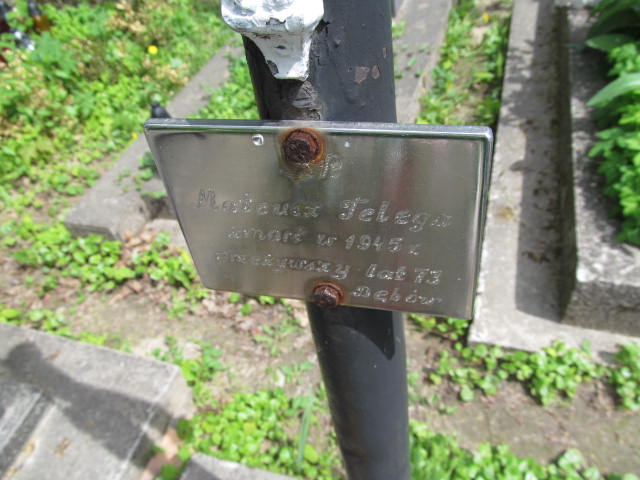 Ś P
Mateusz Telega
zmarł w 1945 r
przeżywszy lat 73
Dębów